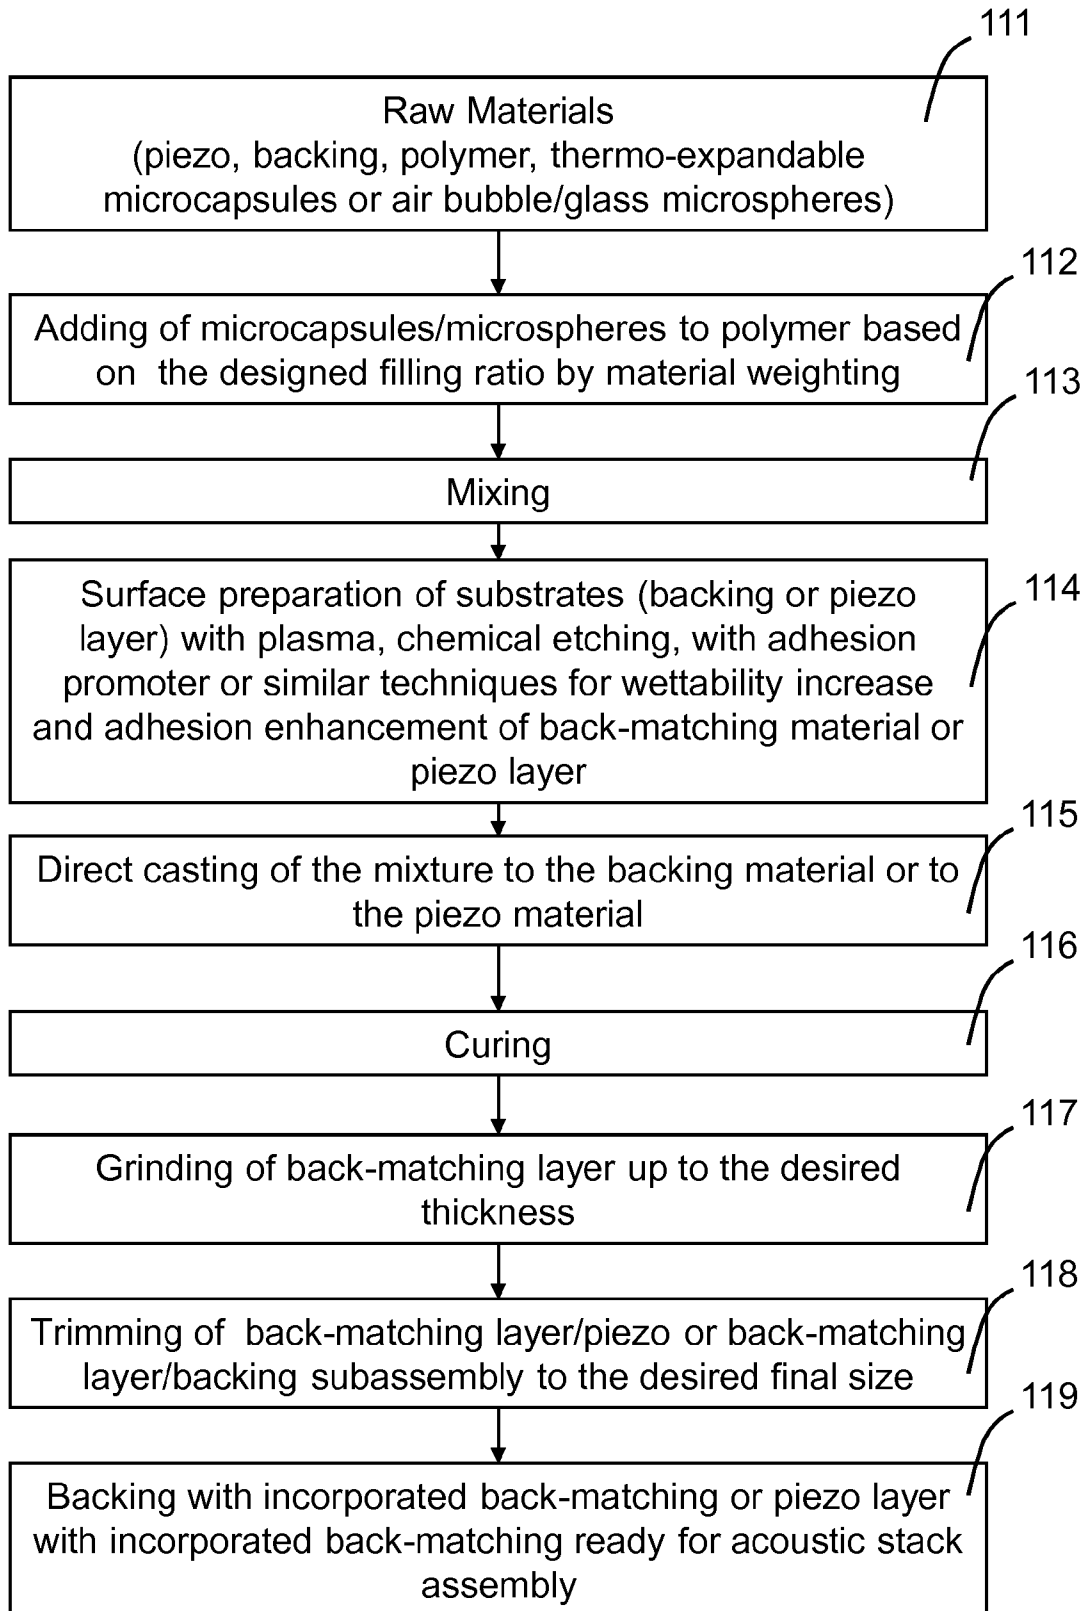 111
Raw Materials
(piezo, backing, polymer, thermo-expandable
microcapsules or air bubble/glass microspheres)
112
Adding of microcapsules/microspheres to polymer based
on the designed filling ratio by material weighting
113
Mixing
114
Surface preparation of substrates (backing or piezo
layer) with plasma, chemical etching, with adhesion
promoter or similar techniques for wettability increase
and adhesion enhancement of back-matching material or
piezo layer
115
Direct casting of the mixture to the backing material or to
the piezo material
116
Curing
117
Grinding of back-matching layer up to the desired
thickness
118
Trimming of back-matching layer/piezo or back-matching
layer/backing subassembly to the desired final size
119
Backing with incorporated back-matching or piezo layer
with incorporated back-matching ready for acoustic stack
assembly